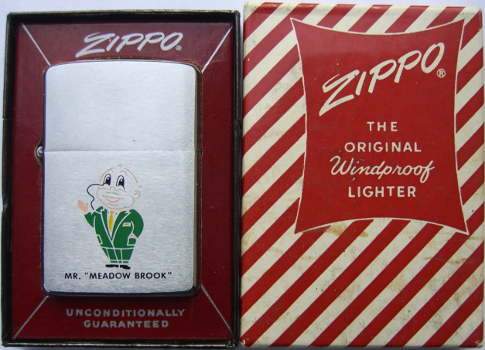 ZIPPO®
MR. "MEADOW BROOK"
UNCONDITIONALLY
GUARANTEED
ZIPPO®
THE
ORIGINAL
Windproof
LIGHTER